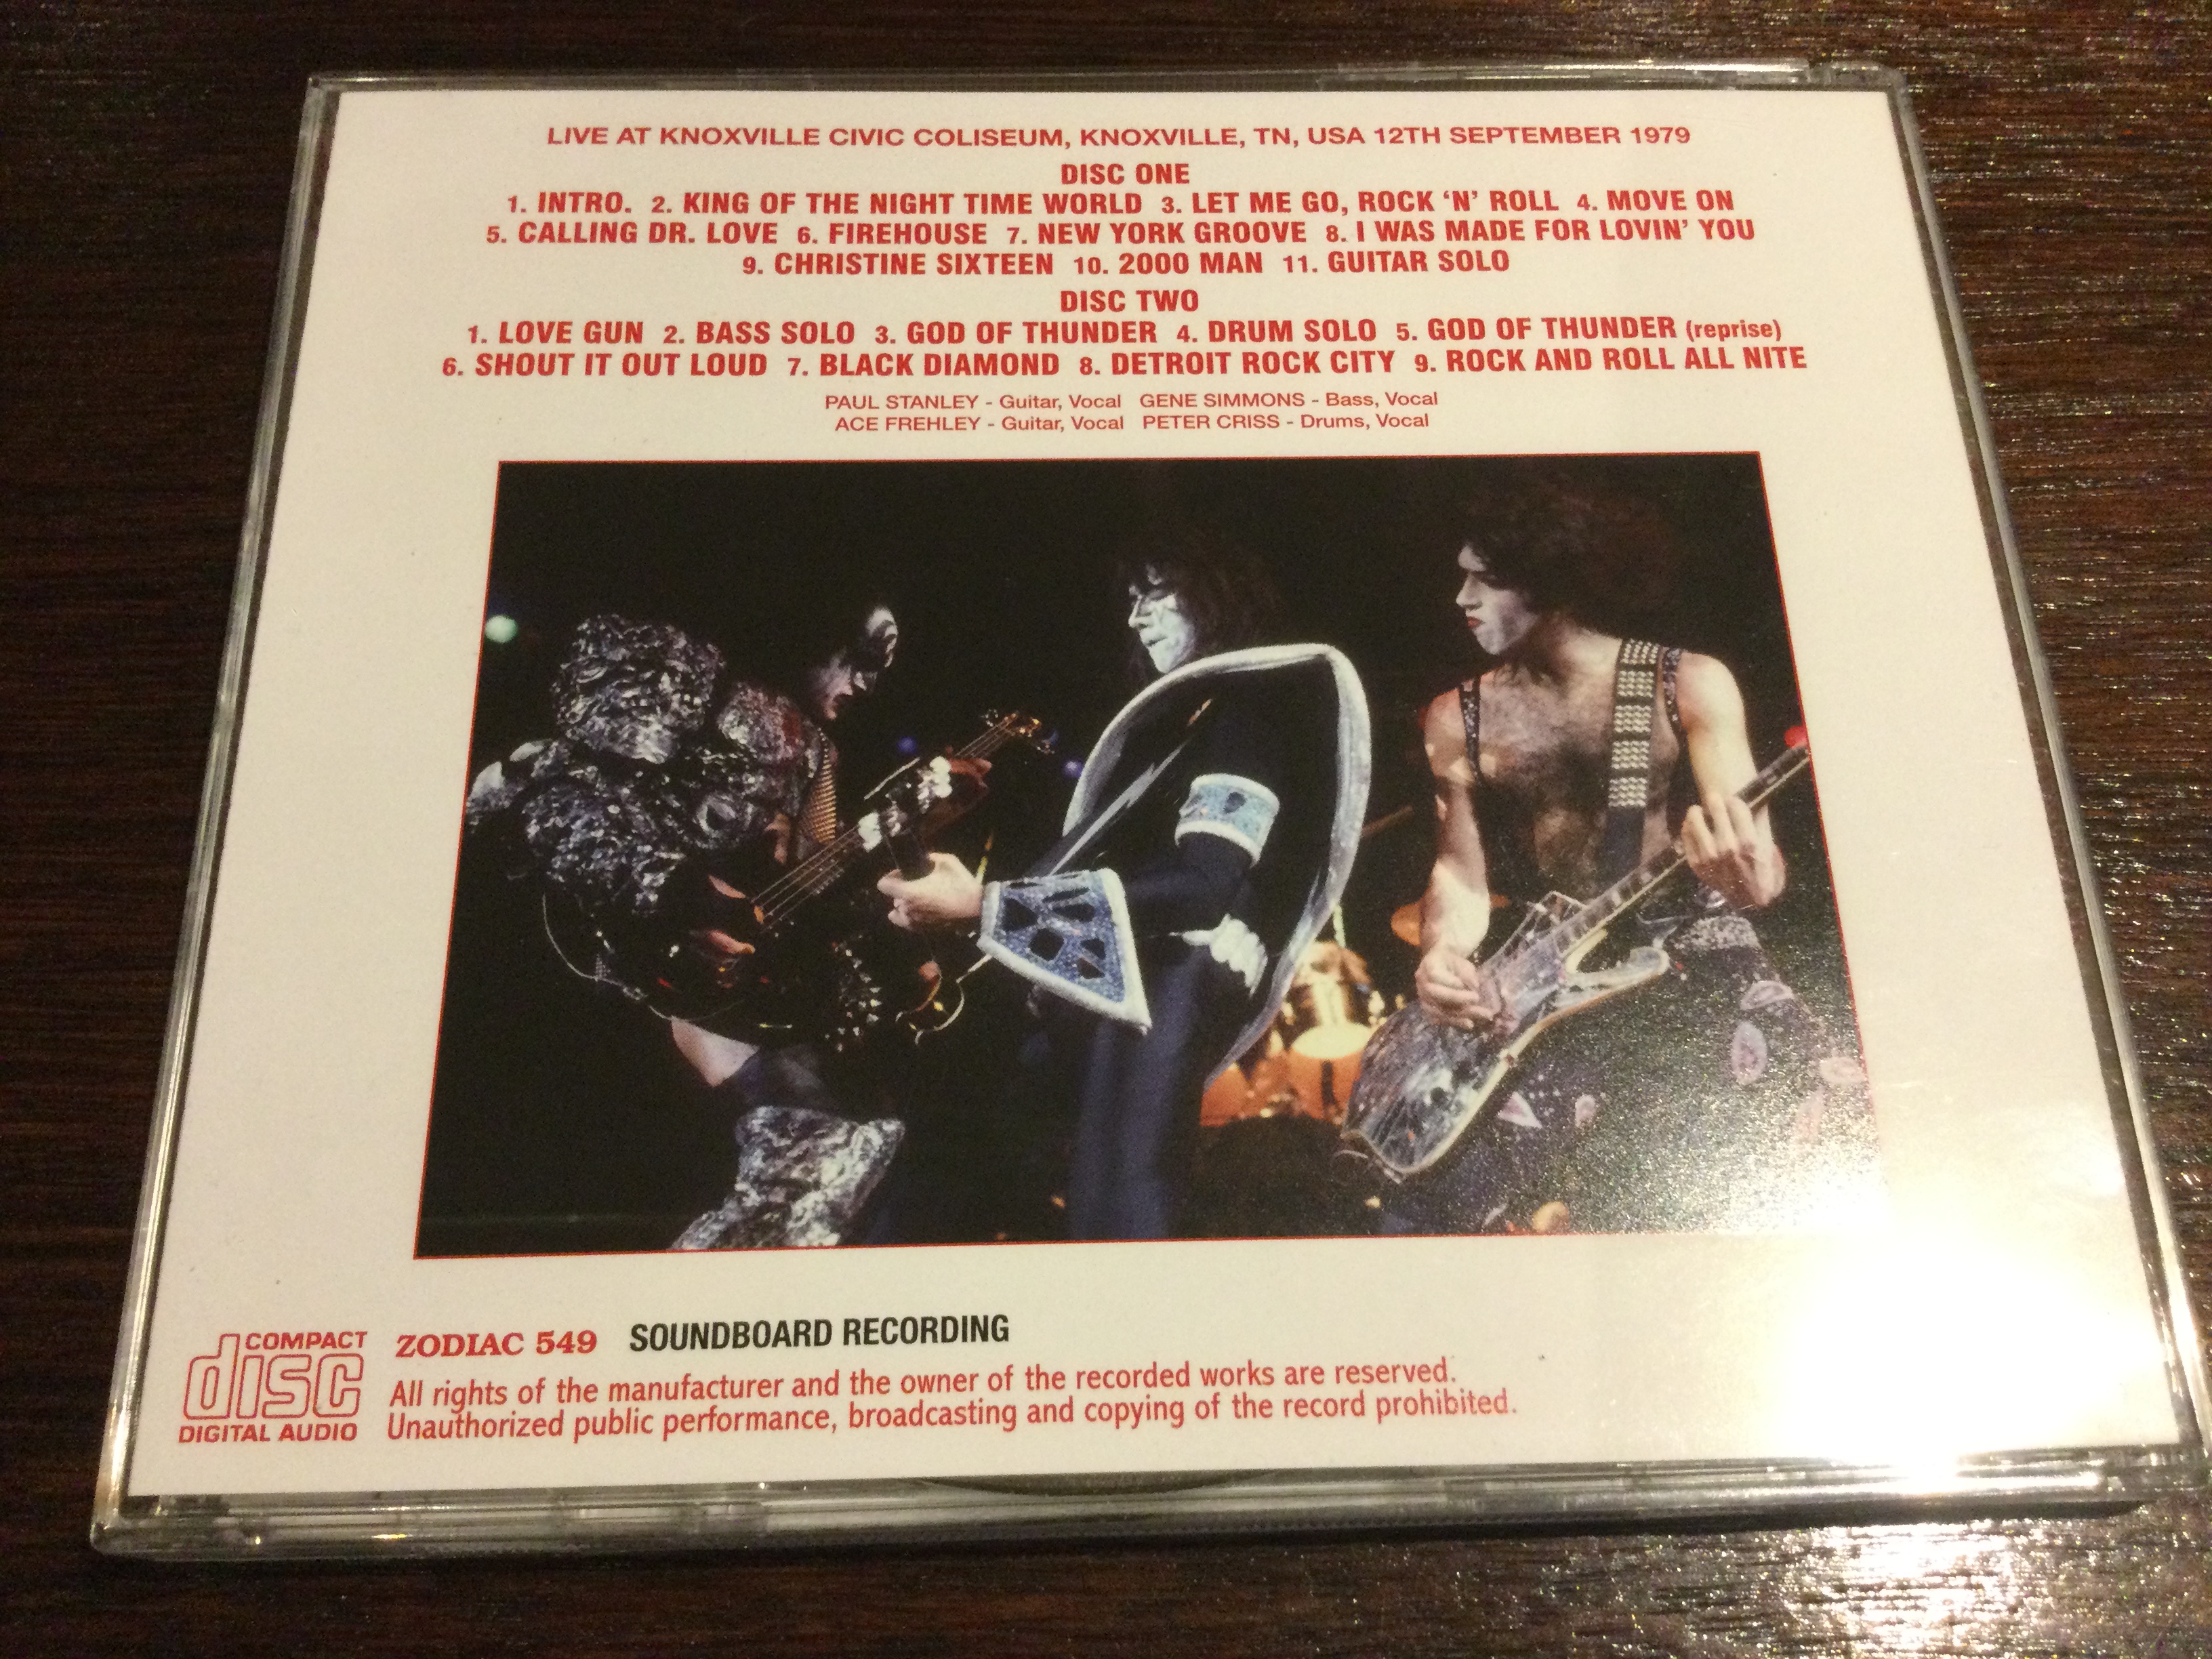 LIVE AT KNOXVILLE CIVIC COLISEUM, KNOXVILLE, TN, USA 12TH SEPTEMBER 1979
DISC ONE
1. INTRO. 2. KING OF THE NIGHT TIME WORLD 3. LET ME GO, ROCK ‘N’ ROLL 4. MOVE ON
5. CALLING DR. LOVE 6. FIREHOUSE 7. NEW YORK GROOVE 8. I WAS MADE FOR LOVIN’ YOU
9. CHRISTINE SIXTEEN 10. 2000 MAN 11. GUITAR SOLO
DISC TWO
1. LOVE GUN 2. BASS SOLO 3. GOD OF THUNDER 4. DRUM SOLO 5. GOD OF THUNDER (reprise)
6. SHOUT IT OUT LOUD 7. BLACK DIAMOND 8. DETROIT ROCK CITY 9. ROCK AND ROLL ALL NITE
PAUL STANLEY - Guitar, Vocal GENE SIMMONS - Bass, Vocal
ACE FREHLEY - Guitar, Vocal PETER CRISS - Drums, Vocal
COMPACT
disc
DIGITAL AUDIO
ZODIAC 549 SOUNDBOARD RECORDING
All rights of the manufacturer and the owner of the recorded works are reserved.
Unauthorized public performance, broadcasting and copying of the record prohibited.